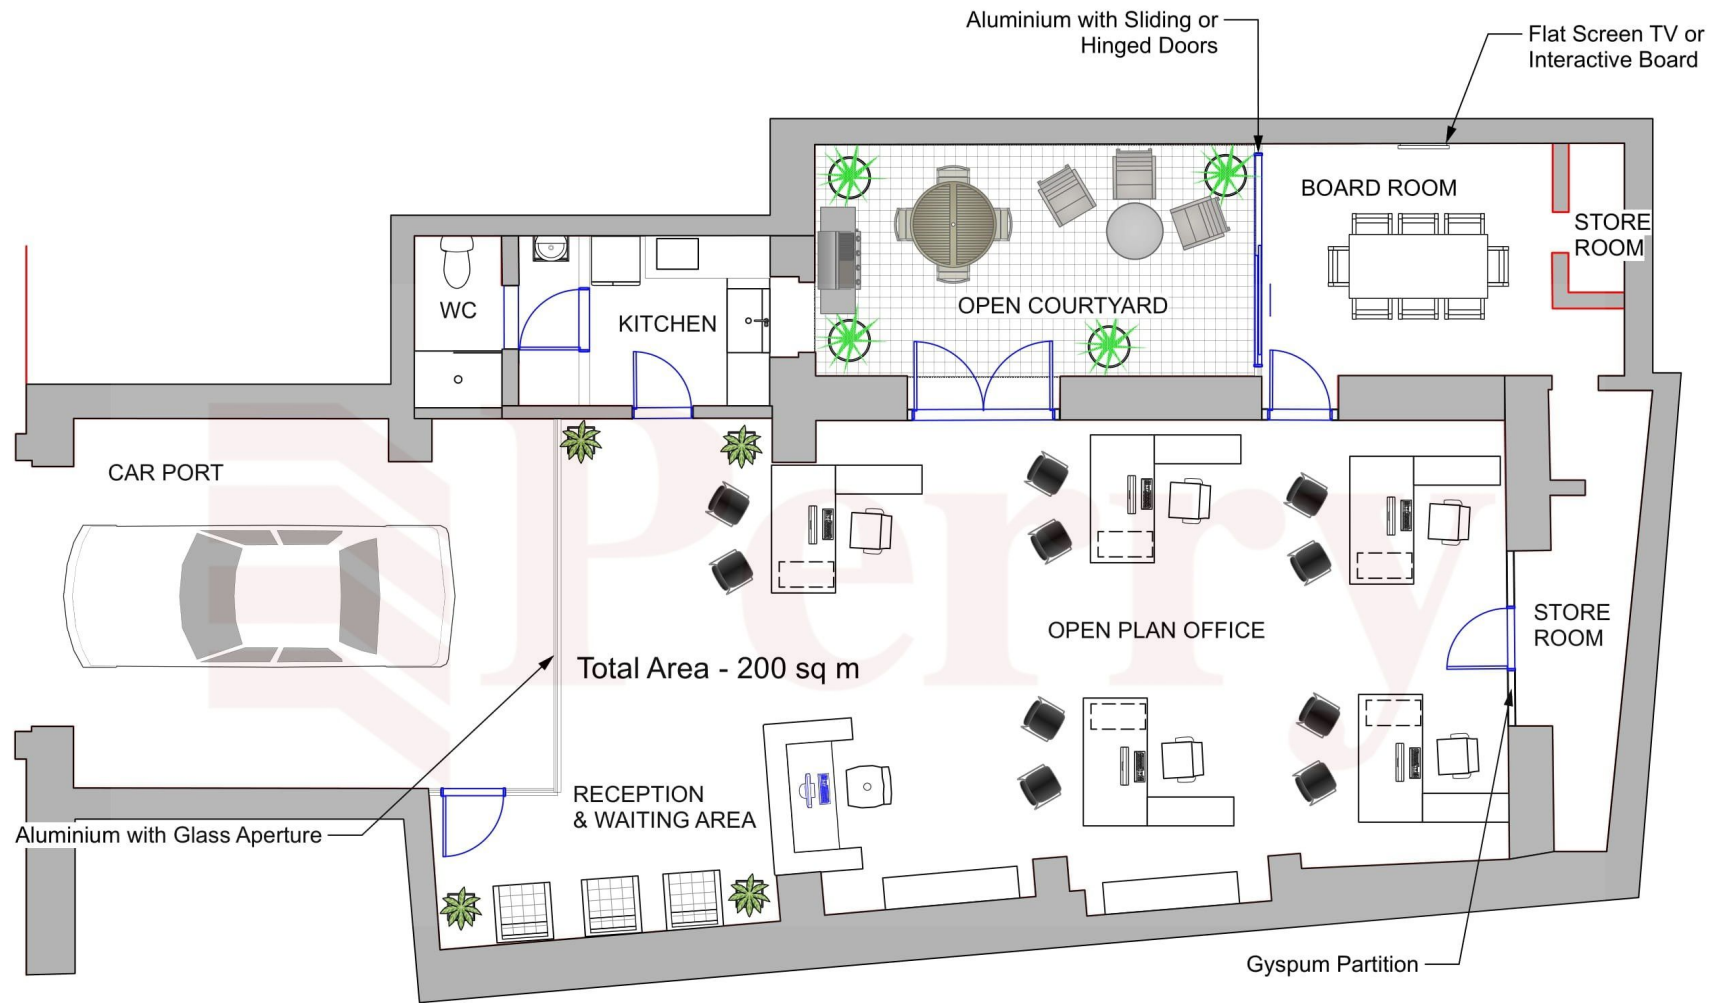 Aluminium with Sliding or
Hinged Doors
Flat Screen TV or
Interactive Board
BOARD ROOM
STORE
ROOM
WC
KITCHEN
OPEN COURTYARD
CAR PORT
Perry
OPEN PLAN OFFICE
STORE
ROOM
Total Area - 200 sq m
RECEPTION
& WAITING AREA
Aluminium with Glass Aperture
Gyspum Partition